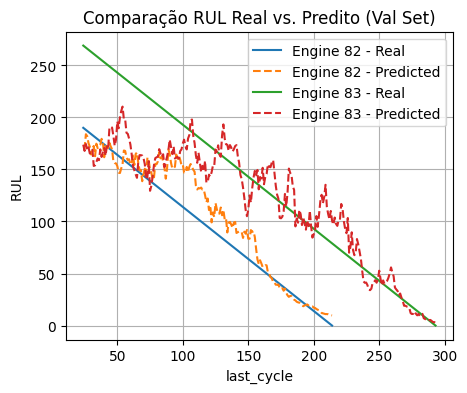 Comparação RUL Real vs. Predito (Val Set)
Engine 82 - Real
Engine 82 - Predicted
Engine 83 - Real
Engine 83 - Predicted
RUL
250
200
150
100
50
0
50
100
150
200
250
300
last_cycle